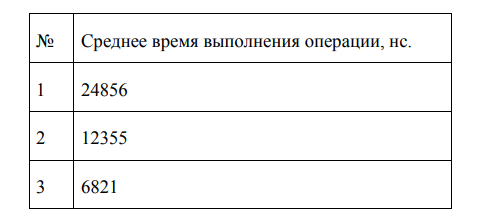 № Среднее время выполнения операции, нс.
1 24856
2 12355
3 6821